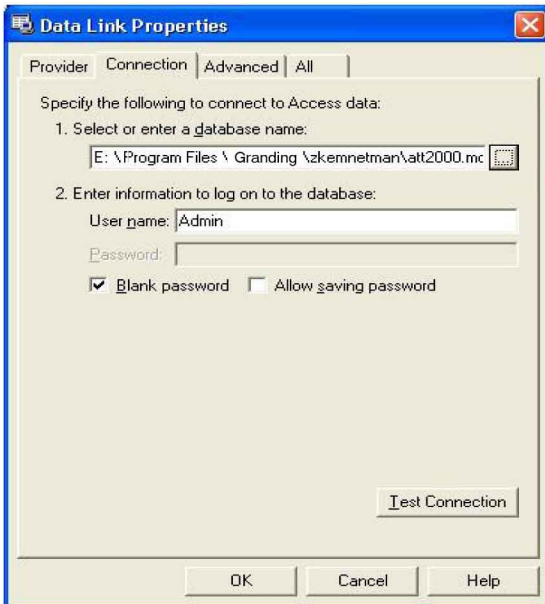 Data Link Properties
Provider Connection Advanced All
Specify the following to connect to Access data:
1. Select or enter a database name:
E: \Program Files \ Granding \zkemnetman\att2000.mc ...
2. Enter information to log on to the database:
User name: Admin
Password:
Blank password Allow saving password
Test Connection
OK Cancel Help